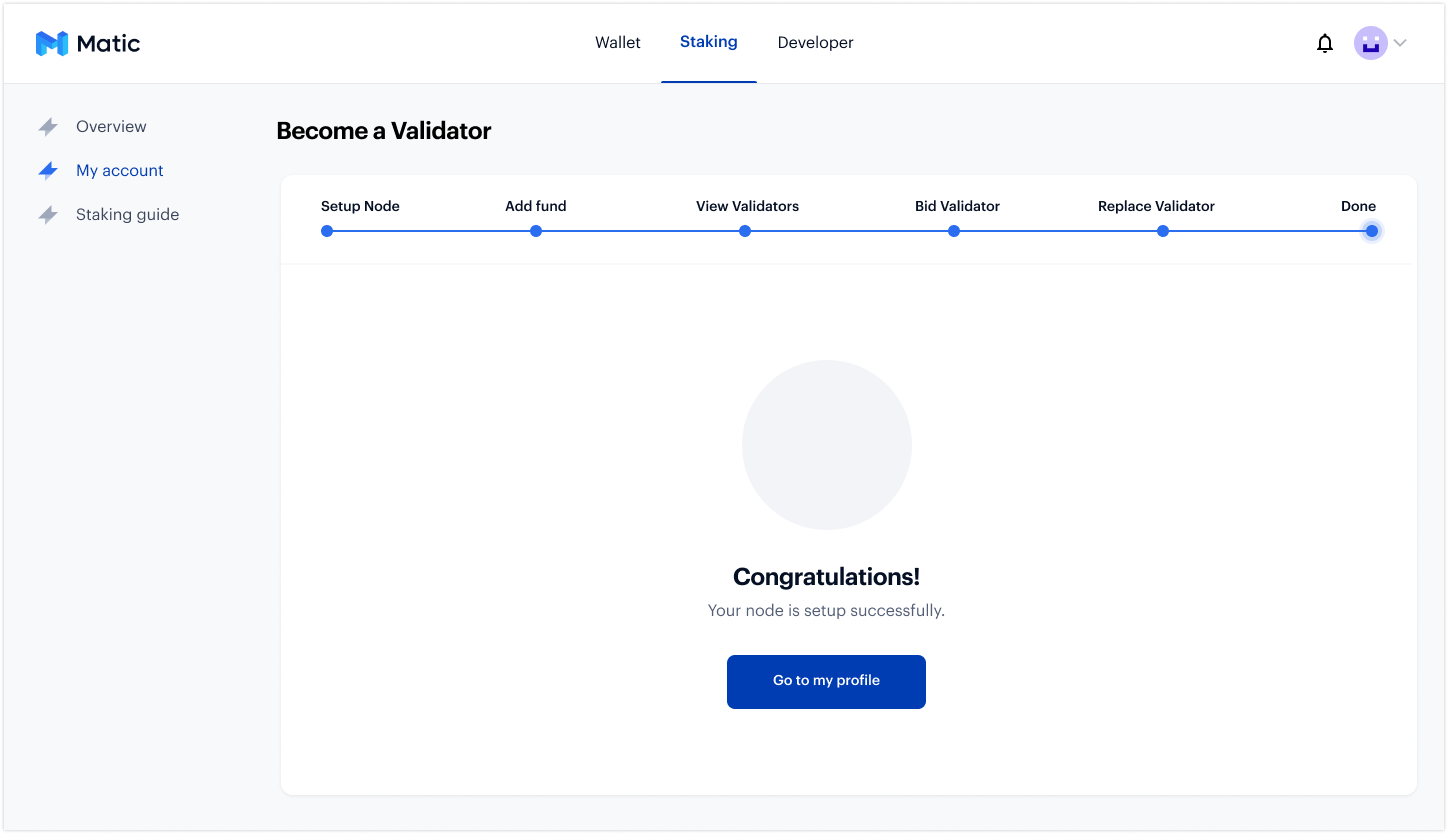 Matic
Wallet Staking Developer
Overview
My account
Staking guide
Become a Validator
Setup Node Add fund View Validators Bid Validator Replace Validator Done
Congratulations!
Your node is setup successfully.
Go to my profile